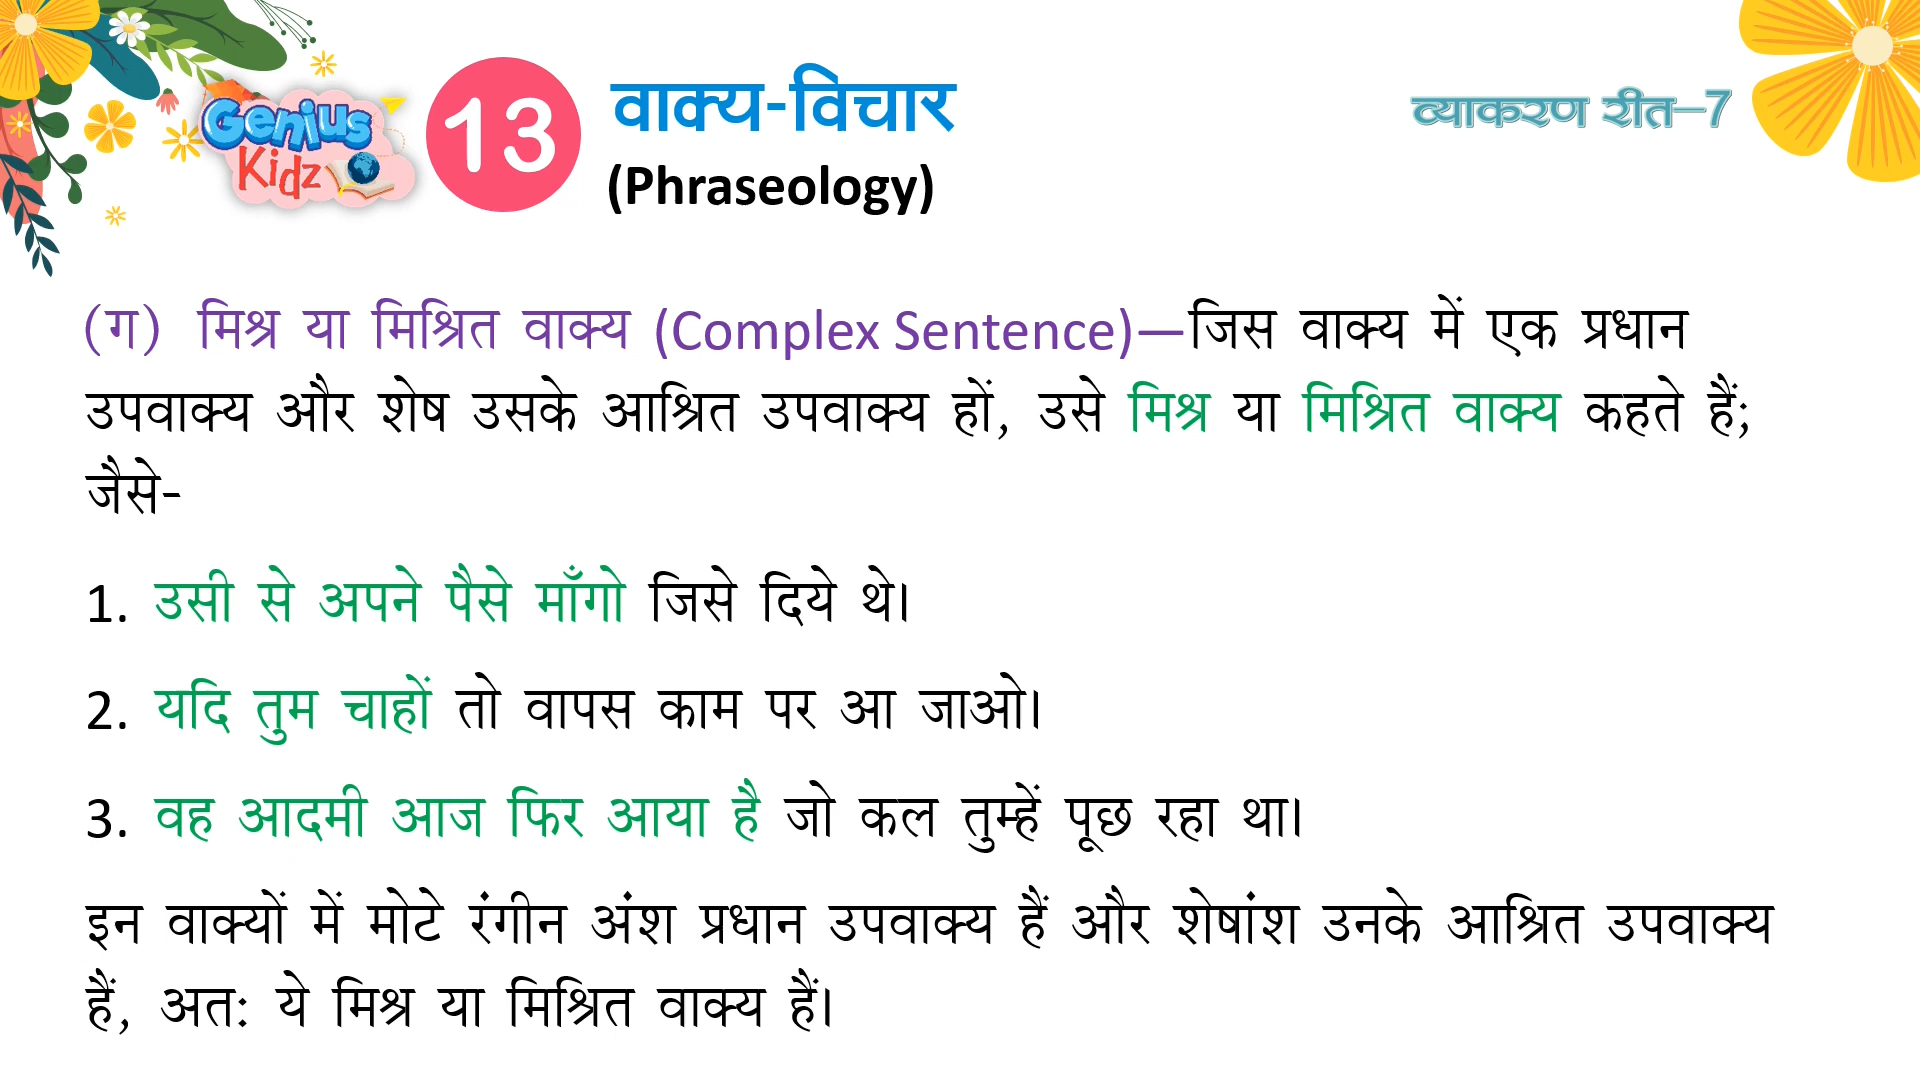 Genius
Kidz
13
वाक्य-विचार
(Phraseology)
व्याकरण रीत–7
(ग) मिश्र या मिश्रित वाक्य (Complex Sentence)—जिस वाक्य में एक प्रधान
उपवाक्य और शेष उसके आश्रित उपवाक्य हों, उसे मिश्र या मिश्रित वाक्य कहते हैं;
जैसे-
1. उसी से अपने पैसे माँगो जिसे दिये थे।
2. यदि तुम चाहों तो वापस काम पर आ जाओ।
3. वह आदमी आज फिर आया है जो कल तुम्हें पूछ रहा था।
इन वाक्यों में मोटे रंगीन अंश प्रधान उपवाक्य हैं और शेषांश उनके आश्रित उपवाक्य
हैं, अतः ये मिश्र या मिश्रित वाक्य हैं।